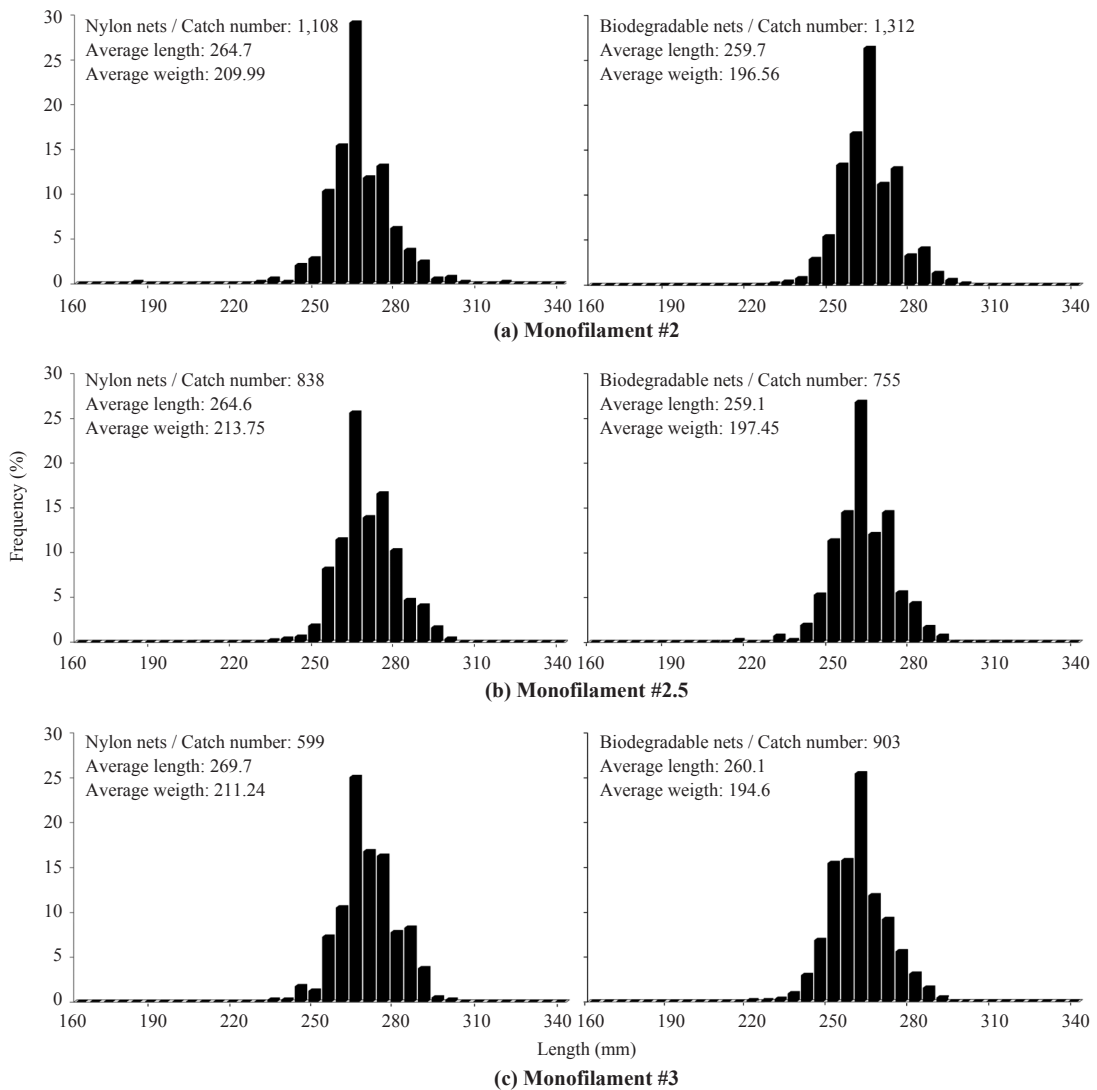 30
25
20
15
10
5
0
Nylon nets / Catch number: 1,108
Average length: 264.7
Average weigth: 209.99
160 190 220 250 280 310 340
Biodegradable nets / Catch number: 1,312
Average length: 259.7
Average weigth: 196.56
160 190 220 250 280 310 340
(a) Monofilament #2
30
25
20
15
10
5
0
Nylon nets / Catch number: 838
Average length: 264.6
Average weigth: 213.75
160 190 220 250 280 310 340
Biodegradable nets / Catch number: 755
Average length: 259.1
Average weigth: 197.45
160 190 220 250 280 310 340
(b) Monofilament #2.5
Frequency (%)
30
25
20
15
10
5
0
Nylon nets / Catch number: 599
Average length: 269.7
Average weigth: 211.24
160 190 220 250 280 310 340
Biodegradable nets / Catch number: 903
Average length: 260.1
Average weigth: 194.6
160 190 220 250 280 310 340
Length (mm)
(c) Monofilament #3